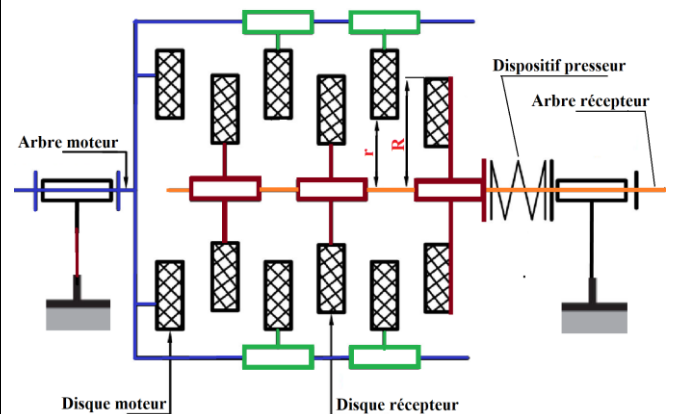 Dispositif presseur
Arbre récepteur
Arbre moteur
r
R
Disque moteur
Disque récepteur